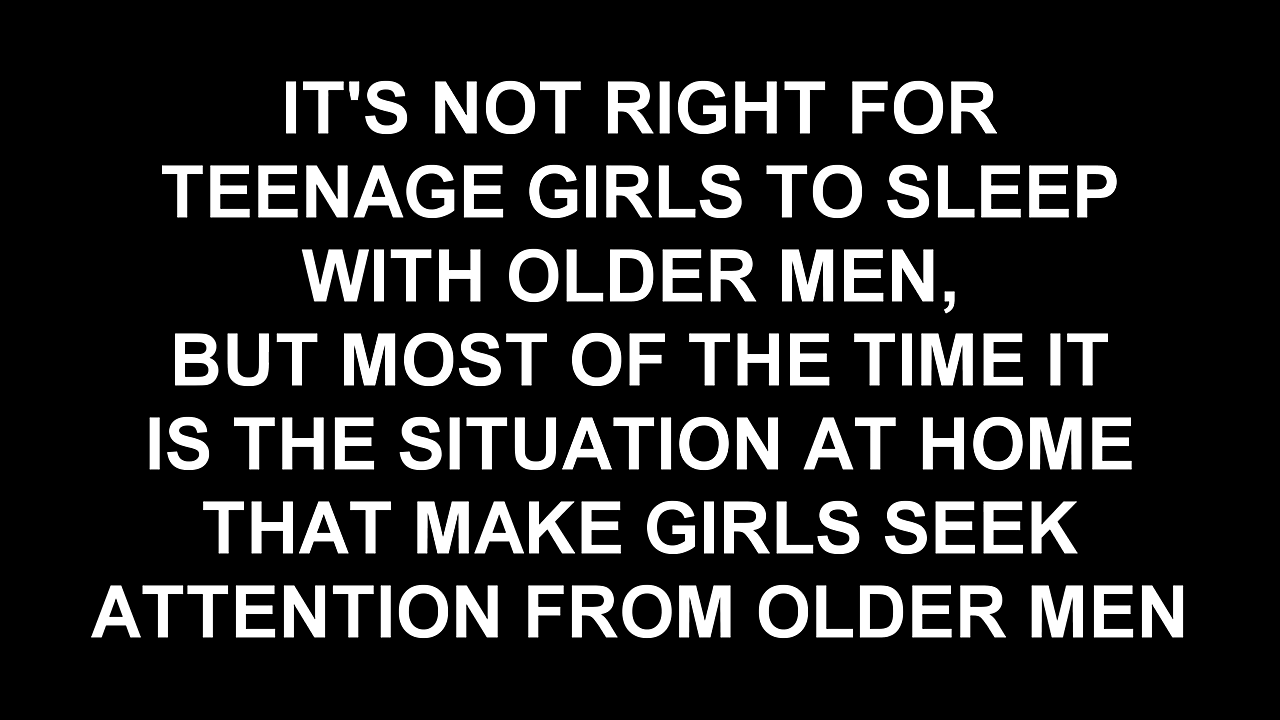 IT'S NOT RIGHT FOR
TEENAGE GIRLS TO SLEEP
WITH OLDER MEN,
BUT MOST OF THE TIME IT
IS THE SITUATION AT HOME
THAT MAKE GIRLS SEEK
ATTENTION FROM OLDER MEN